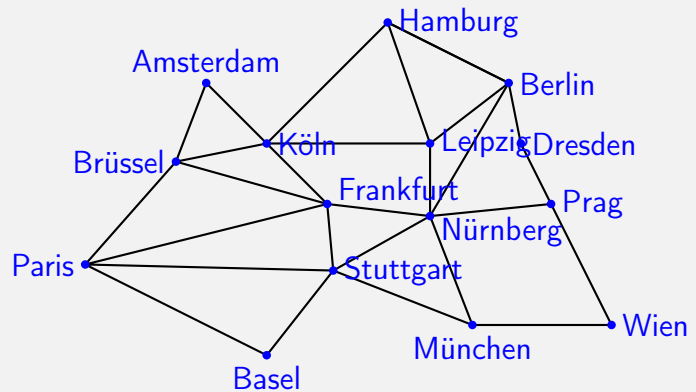 Hamburg
Amsterdam
Berlin
Köln
Leipzig
Dresden
Brüssel
Frankfurt
Prag
Nürnberg
Paris
Stuttgart
Wien
München
Basel